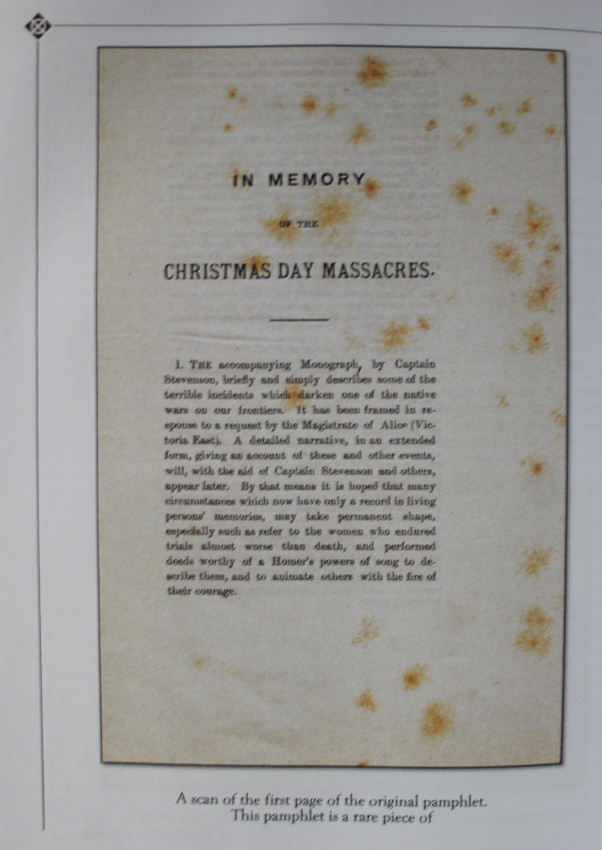 IN MEMORY
OF THE
CHRISTMAS DAY MASSACRES.
1. THE accompanying Monograph, by Captain
Stevenson, briefly and simply describes some of the
terrible incidents which darken one of the native
wars on our frontiers. It has been framed in re-
sponse to a request by the Magistrate of Alice (Vic-
toria East). A detailed narrative, in an extended
form, giving an account of these and other events,
will, with the aid of Captain Stevenson and others,
appear later. By that means it is hoped that many
circumstances which now have only a record in living
persons' memories, may take permanent shape,
especially such as refer to the women who endured
trials almost worse than death, and performed
deeds worthy of a Homer's powers of song to de-
scribe them, and to animate others with the fire of
their courage.
A scan of the first page of the original pamphlet.
This pamphlet is a rare piece of